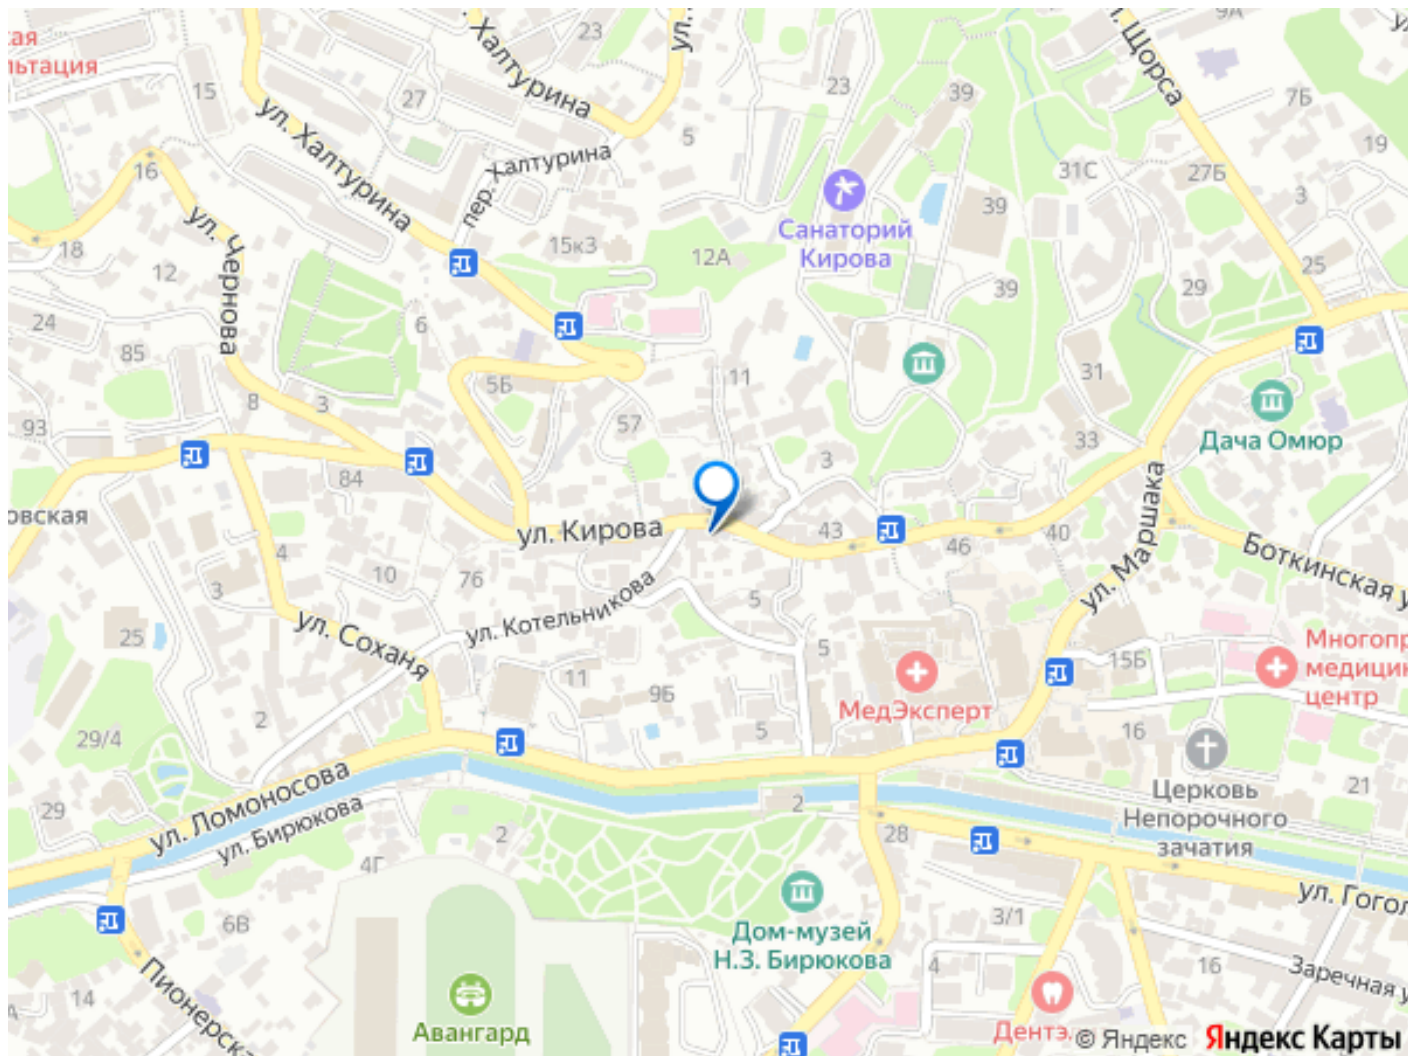 ая
льтация
ул. Халтурина
Халтурина
ул.
пер. Халтурина
Щорса
ул. Чернова
Санаторий
Кирова
Дача Омюр
овская
ул. Кирова
ул. Котельникова
ул. Соханя
ул. Маршака
Боткинская у
МедЭксперт
Многопр
медицин
центр
Церковь
Непорочного
зачатия
ул. Ломоносова
ул. Бирюкова
Дом-музей
Н.З. Бирюкова
Авангард
Пионерска
ул. Гогол
Заречная у
Дентэ.
© Яндекс Яндекс Карты
23
9А
15
27
23
39
7Б
5
19
16
31С
27Б
3
18
12
15к3
12А
39
25
24
85
6
39
29
8
3
5Б
11
31
93
57
33
84
3
43
46
40
4
10
76
3
5
25
5
15Б
11
9Б
2
5
16
29/4
29
21
2
2
28
4Г
6В
3/1
14
4
16